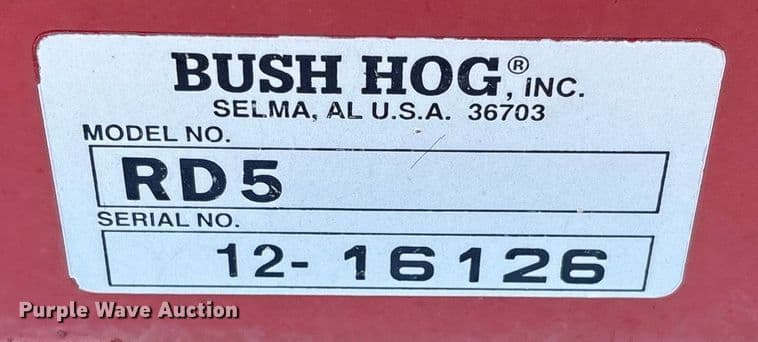 BUSH HOG®, INC.
SELMA, AL U.S.A. 36703
MODEL NO.
RD5
SERIAL NO.
12- 16126
Purple Wave Auction